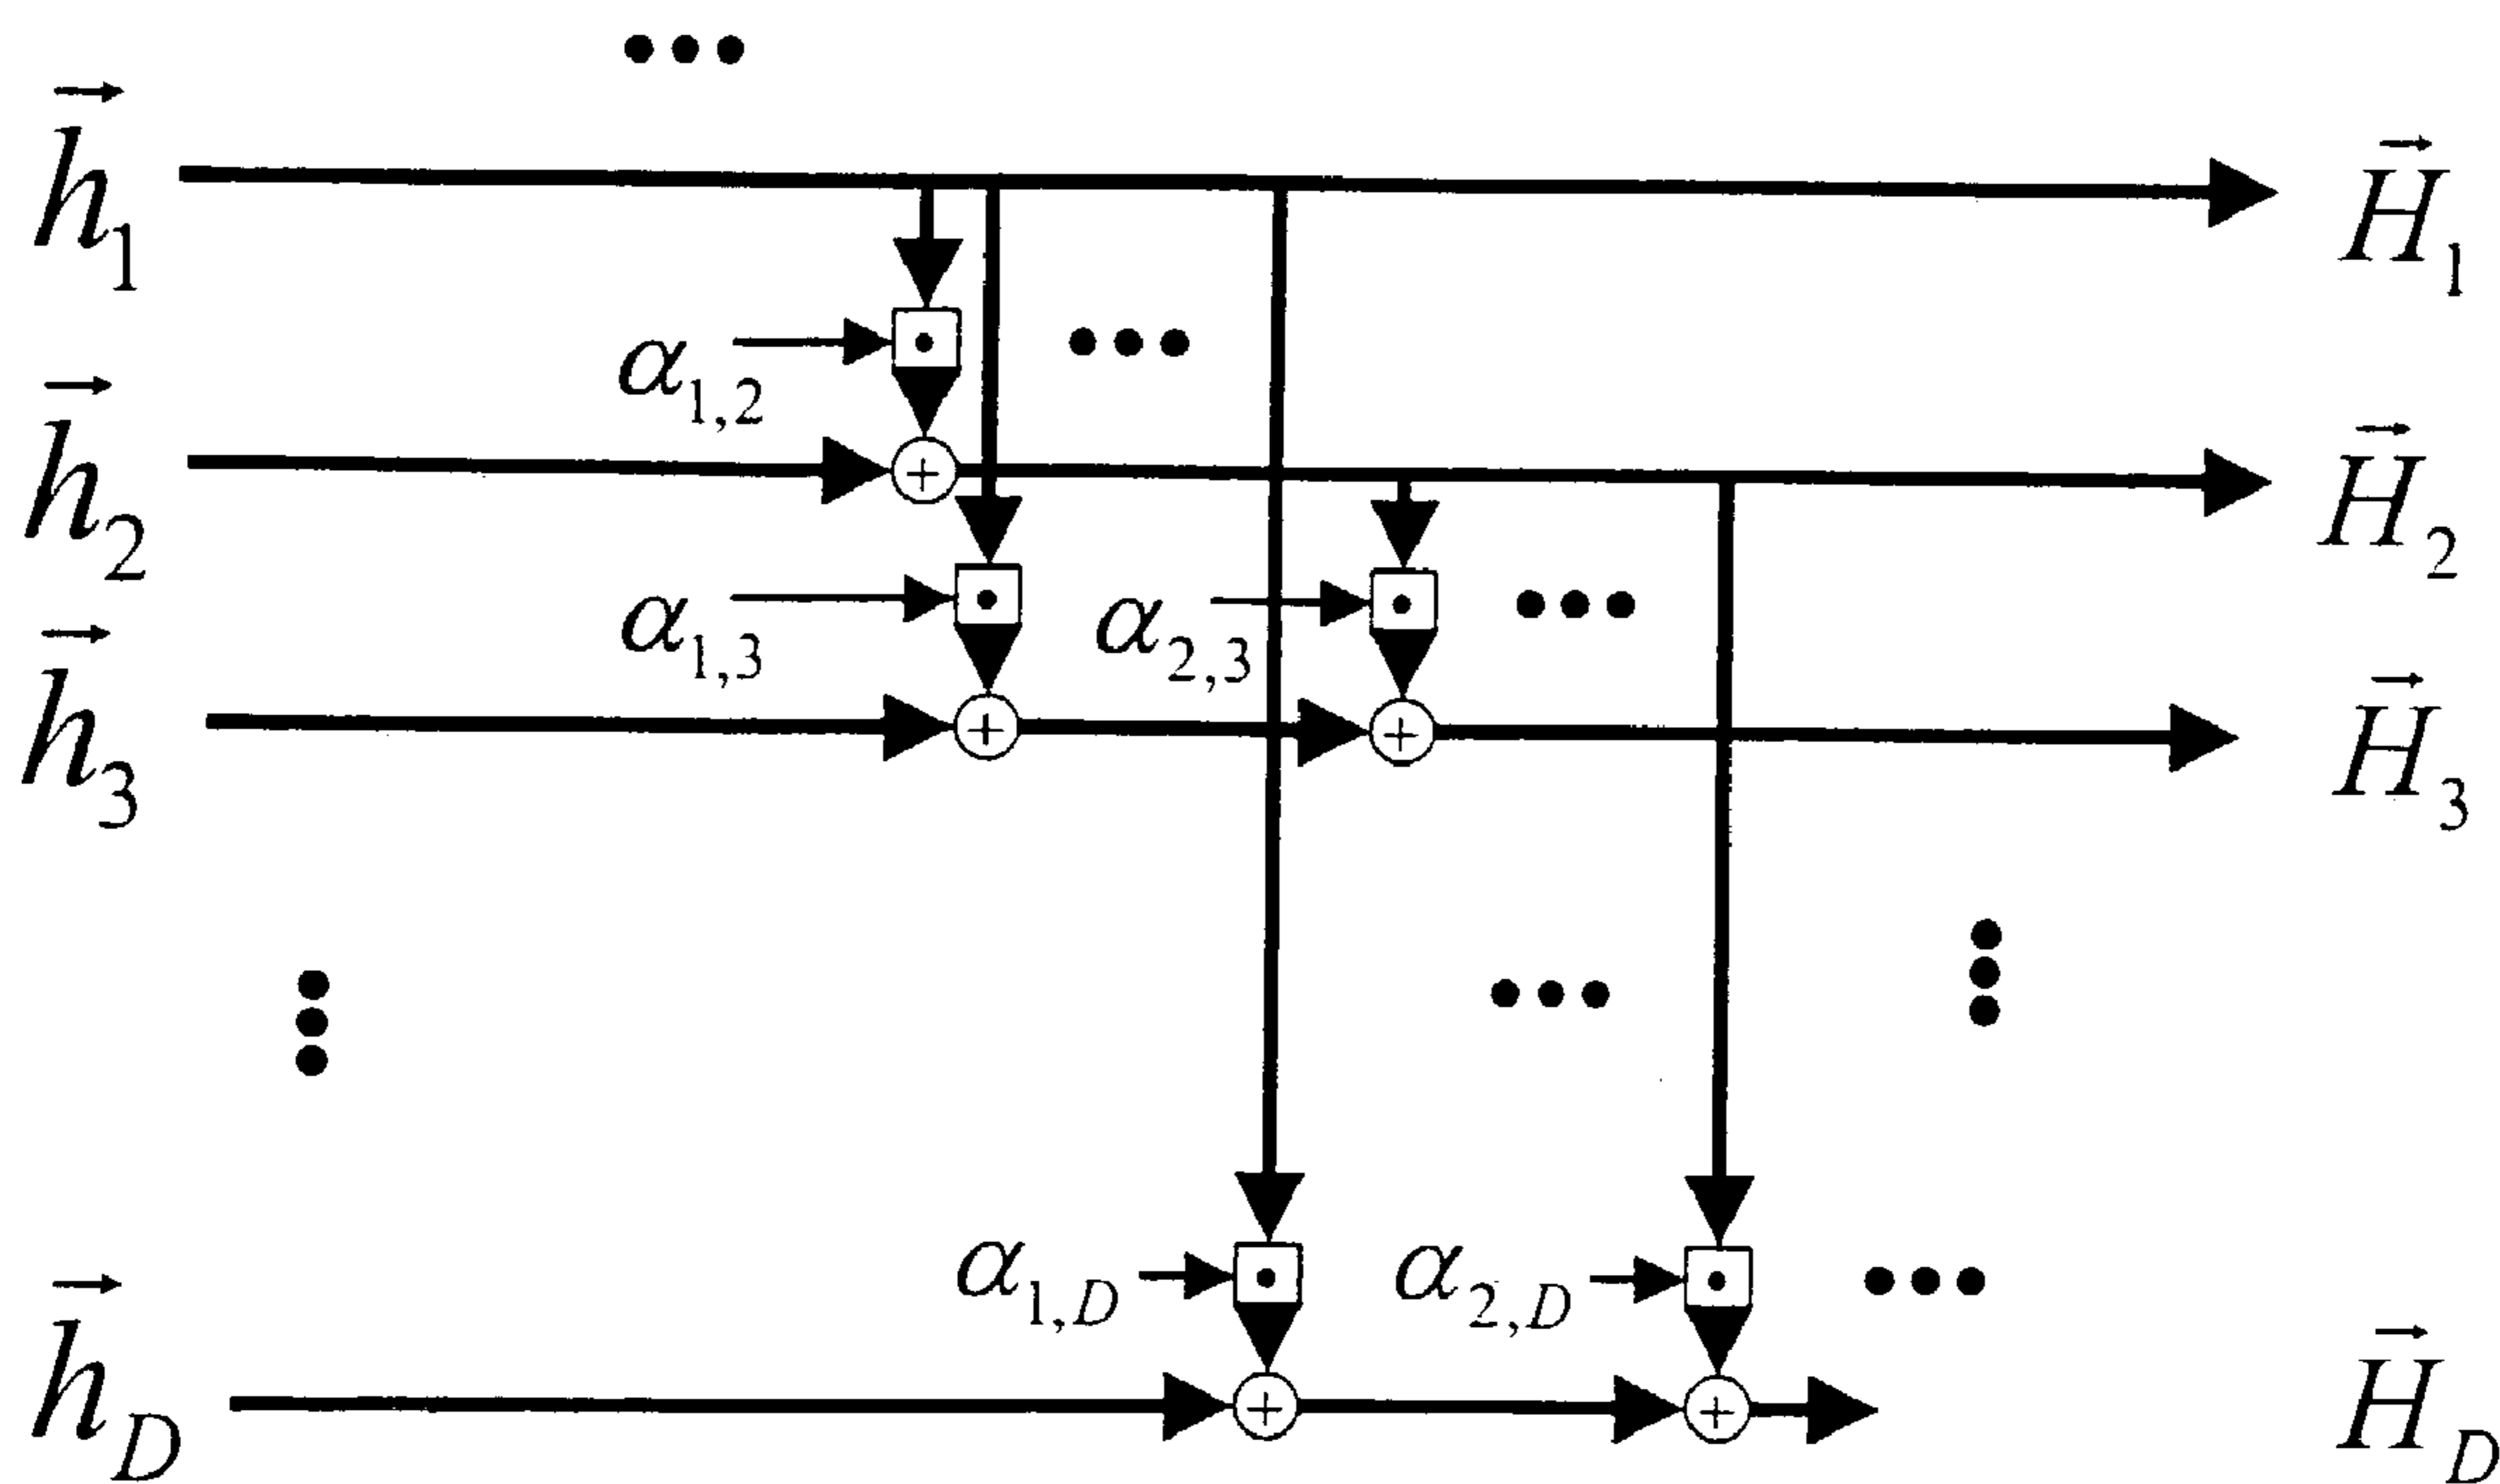 •••
h⃗₁ H⃗₁
α₁,₂ •••
h⃗₂ H⃗₂
α₁,₃ α₂,₃ •••
h⃗₃ H⃗₃
•••
α₁,D α₂,D •••
h⃗D H⃗D